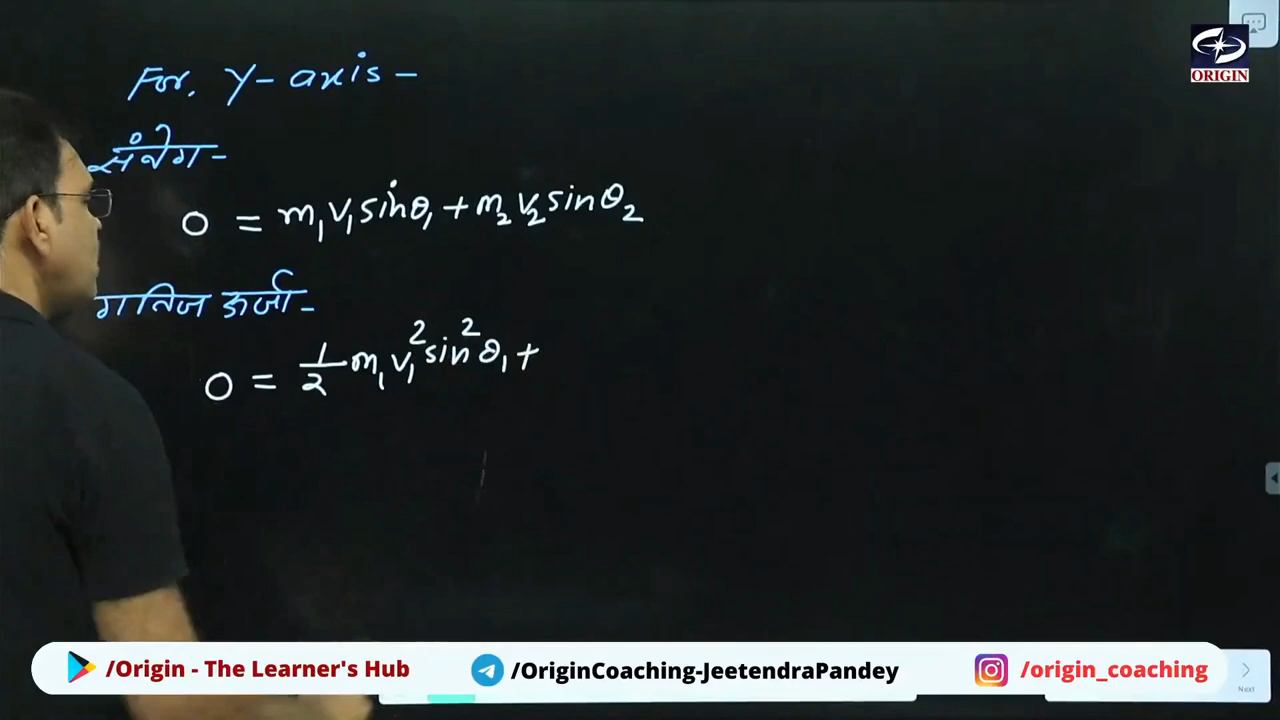 For. Y-axis-
संवेग-
0 = m₁v₁sinθ₁ + m₂v₂sinθ₂
गतिज ऊर्जा-
0 = 1/2 m₁v₁²sin²θ₁ +
ORIGIN
/Origin - The Learner's Hub
/OriginCoaching-JeetendraPandey
/origin_coaching
Next